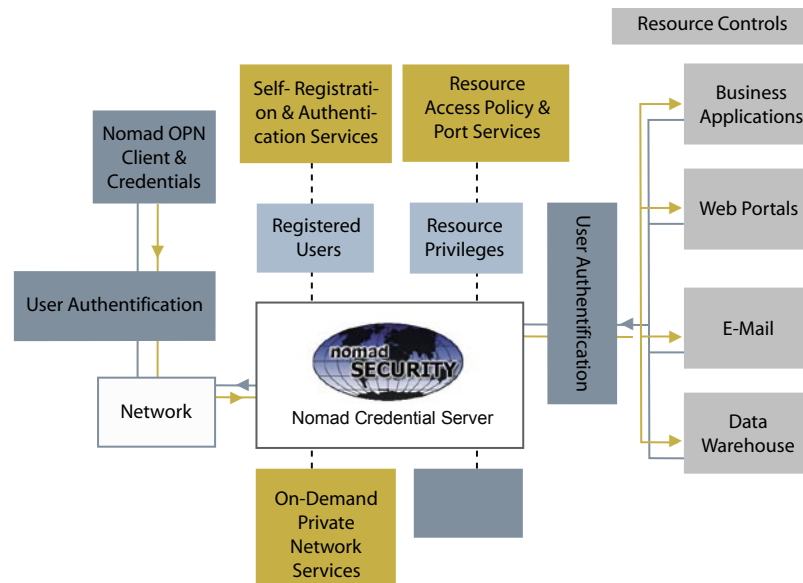 Resource Controls
Self- Registrati-
on & Authenti-
cation Services
Resource
Access Policy &
Port Services
Business
Applications
Nomad OPN
Client &
Credentials
Registered
Users
Resource
Privileges
User Authentification
Web Portals
User Authentification
nomad
SECURITY
Nomad Credential Server
E-Mail
Network
Data
Warehouse
On-Demand
Private
Network
Services